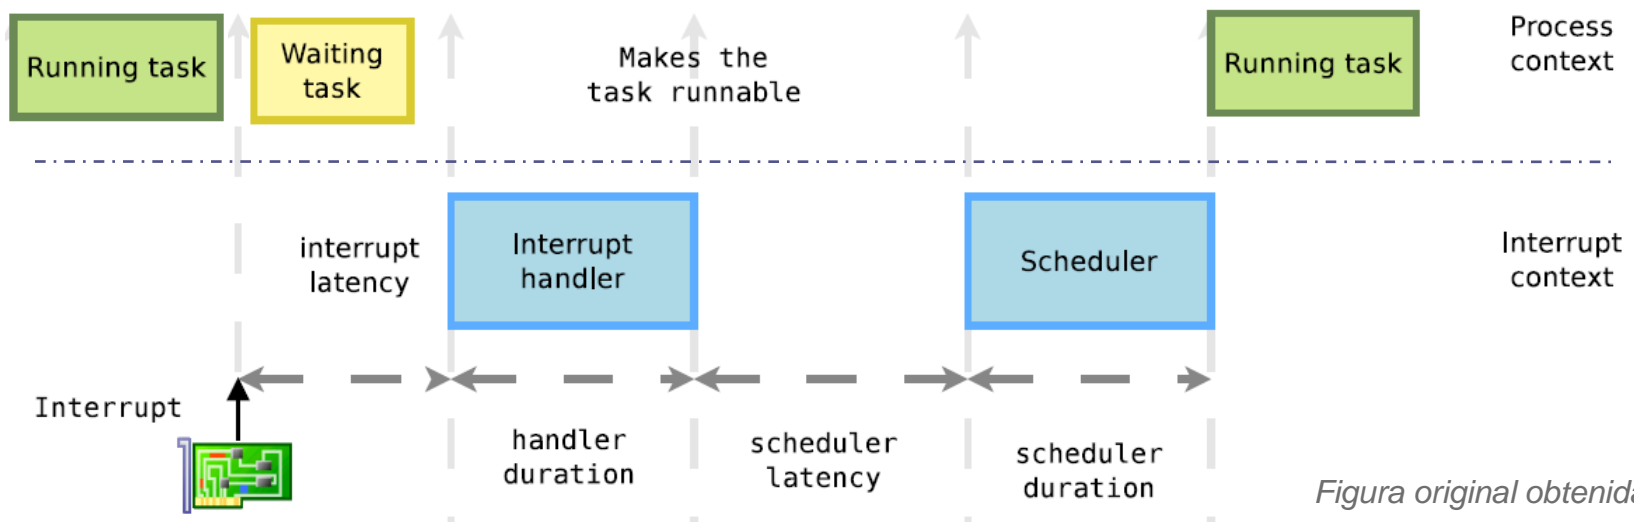 Running task
Waiting
task
Makes the
task runnable
Running task
Process
context
interrupt
latency
Interrupt
handler
Scheduler
Interrupt
context
Interrupt
handler
duration
scheduler
latency
scheduler
duration
Figura original obtenida